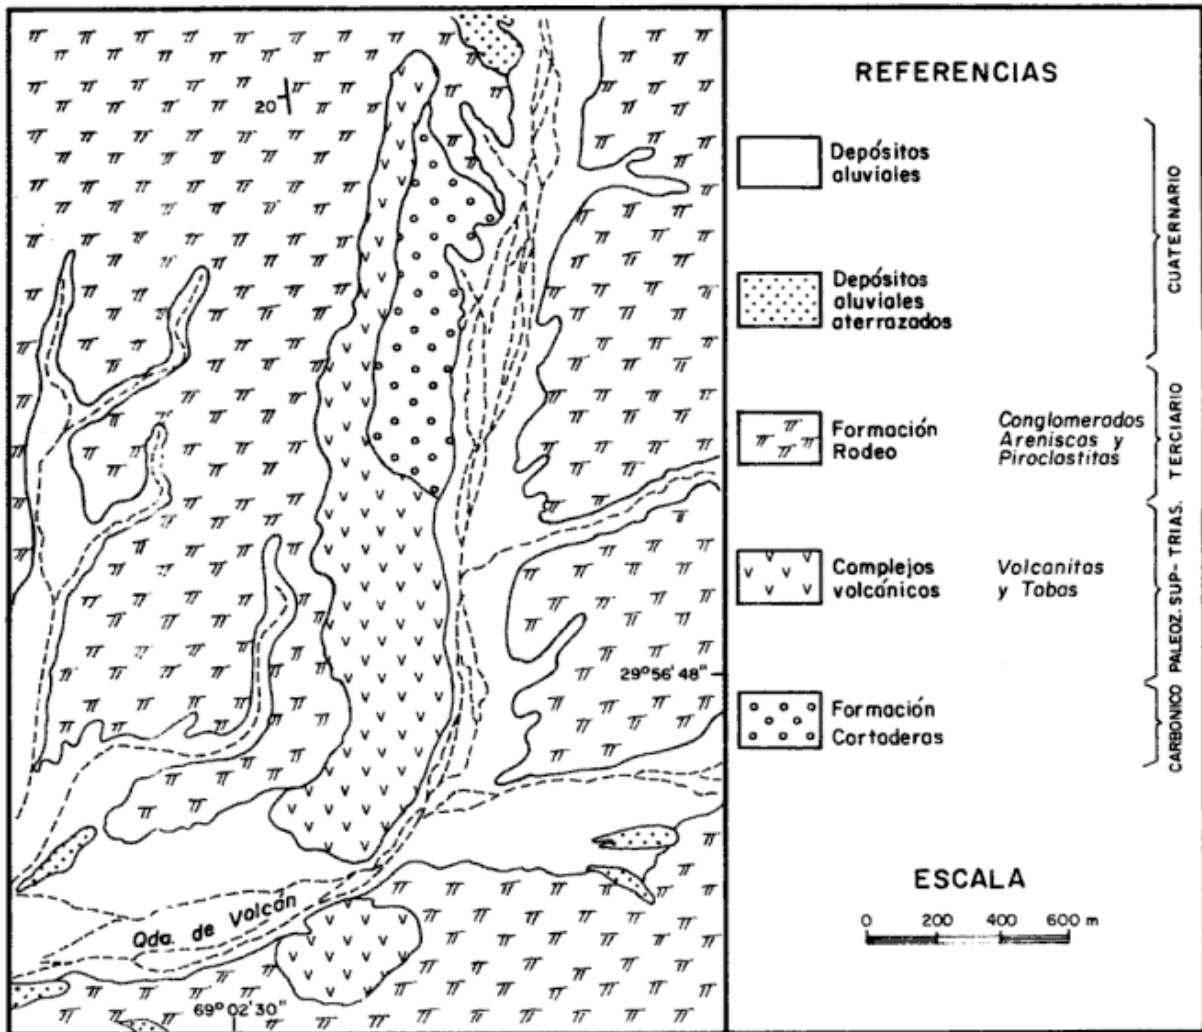 20
29° 56' 48"
Qda. de Volcán
69° 02' 30"
REFERENCIAS
Depósitos
aluviales
Depósitos
aluviales
aterrazados
CUATERNARIO
Formación
Rodeo
Conglomerados
Areniscas y
Piroclastitas
TERCIARIO
Complejos
volcánicos
Volcanitas
y Tobas
PALEOZ. SUP- TRIAS.
Formación
Cortaderas
CARBONICO
ESCALA
0 200 400 600 m